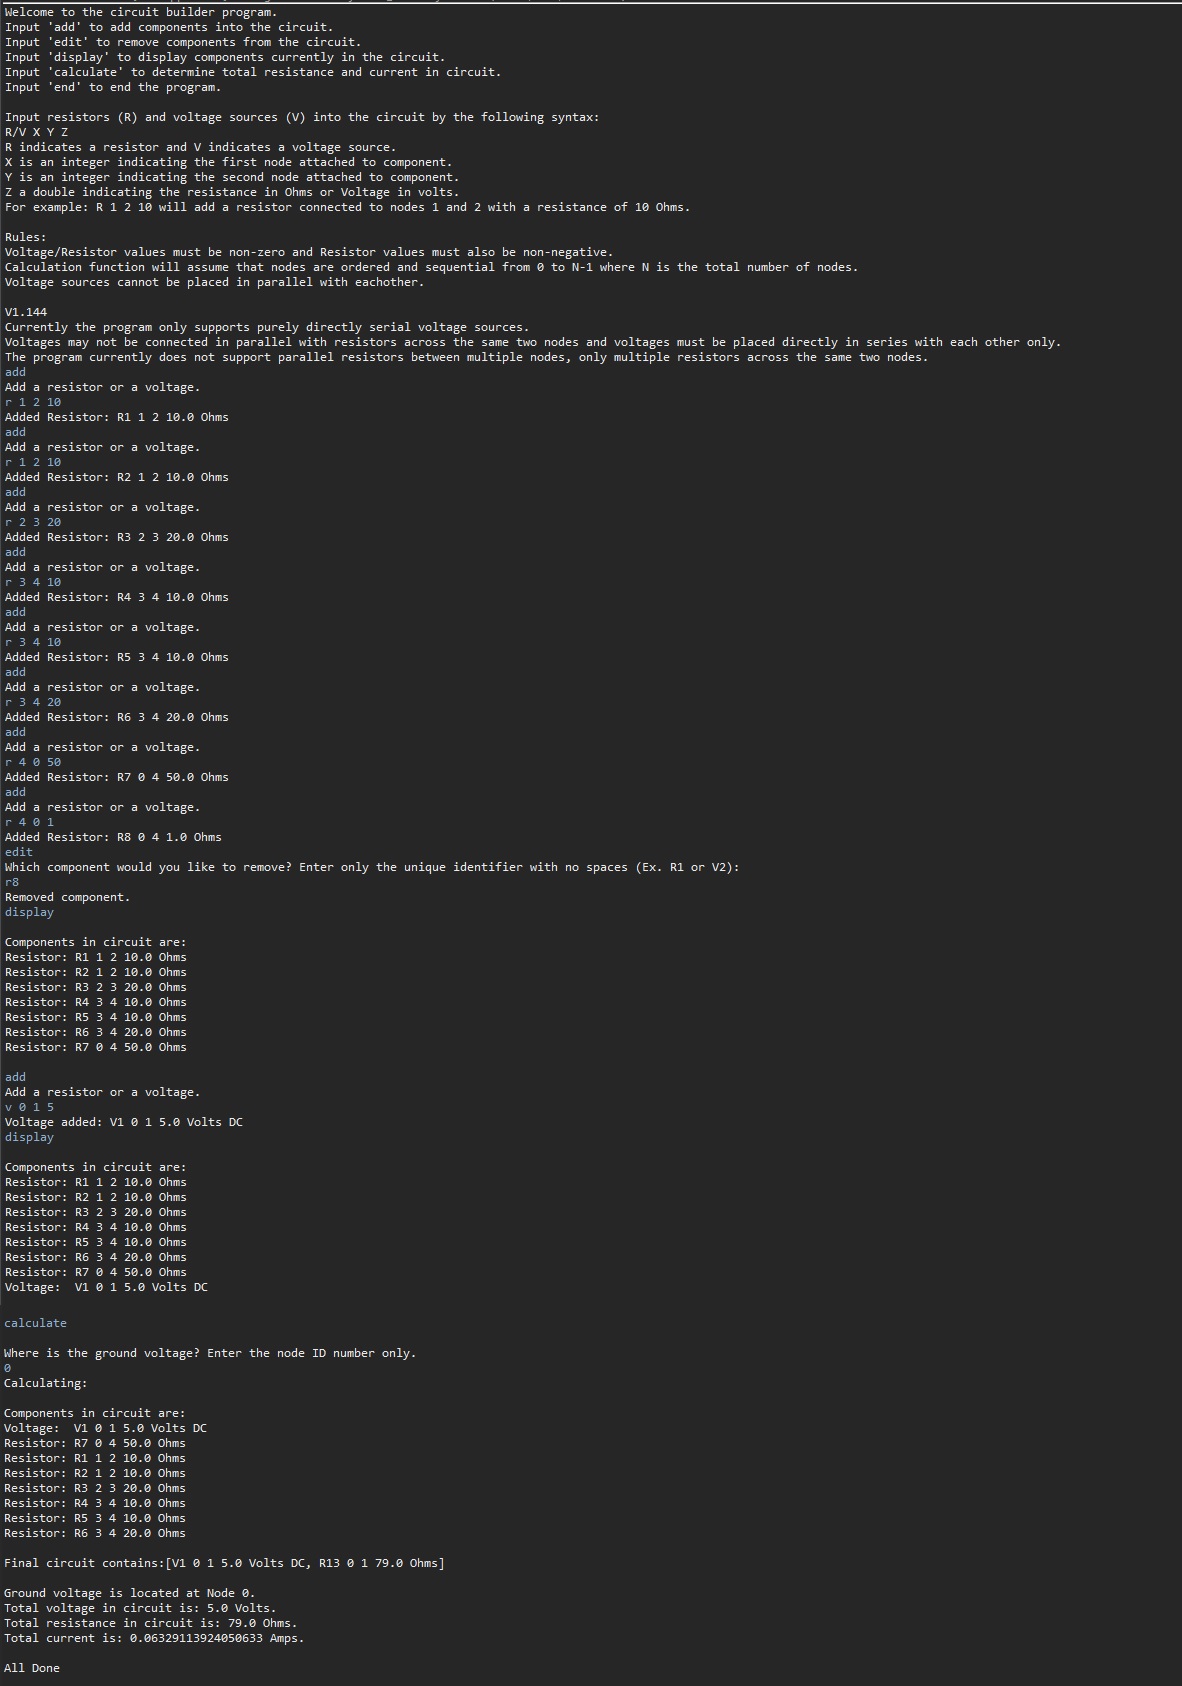 Welcome to the circuit builder program.
Input 'add' to add components into the circuit.
Input 'edit' to remove components from the circuit.
Input 'display' to display components currently in the circuit.
Input 'calculate' to determine total resistance and current in circuit.
Input 'end' to end the program.
Input resistors (R) and voltage sources (V) into the circuit by the following syntax:
R/V X Y Z
R indicates a resistor and V indicates a voltage source.
X is an integer indicating the first node attached to component.
Y is an integer indicating the second node attached to component.
Z a double indicating the resistance in Ohms or Voltage in volts.
For example: R 1 2 10 will add a resistor connected to nodes 1 and 2 with a resistance of 10 Ohms.
Rules:
Voltage/Resistor values must be non-zero and Resistor values must also be non-negative.
Calculation function will assume that nodes are ordered and sequential from 0 to N-1 where N is the total number of nodes.
Voltage sources cannot be placed in parallel with eachother.
V1.144
Currently the program only supports purely directly serial voltage sources.
Voltages may not be connected in parallel with resistors across the same two nodes and voltages must be placed directly in series with each other only.
The program currently does not support parallel resistors between multiple nodes, only multiple resistors across the same two nodes.
add
Add a resistor or a voltage.
r 1 2 10
Added Resistor: R1 1 2 10.0 Ohms
add
Add a resistor or a voltage.
r 1 2 10
Added Resistor: R2 1 2 10.0 Ohms
add
Add a resistor or a voltage.
r 2 3 20
Added Resistor: R3 2 3 20.0 Ohms
add
Add a resistor or a voltage.
r 3 4 10
Added Resistor: R4 3 4 10.0 Ohms
add
Add a resistor or a voltage.
r 3 4 10
Added Resistor: R5 3 4 10.0 Ohms
add
Add a resistor or a voltage.
r 3 4 20
Added Resistor: R6 3 4 20.0 Ohms
add
Add a resistor or a voltage.
r 4 0 50
Added Resistor: R7 0 4 50.0 Ohms
add
Add a resistor or a voltage.
r 4 0 1
Added Resistor: R8 0 4 1.0 Ohms
edit
Which component would you like to remove? Enter only the unique identifier with no spaces (Ex. R1 or V2):
r8
Removed component.
display
Components in circuit are:
Resistor: R1 1 2 10.0 Ohms
Resistor: R2 1 2 10.0 Ohms
Resistor: R3 2 3 20.0 Ohms
Resistor: R4 3 4 10.0 Ohms
Resistor: R5 3 4 10.0 Ohms
Resistor: R6 3 4 20.0 Ohms
Resistor: R7 0 4 50.0 Ohms
add
Add a resistor or a voltage.
v 0 1 5
Voltage added: V1 0 1 5.0 Volts DC
display
Components in circuit are:
Resistor: R1 1 2 10.0 Ohms
Resistor: R2 1 2 10.0 Ohms
Resistor: R3 2 3 20.0 Ohms
Resistor: R4 3 4 10.0 Ohms
Resistor: R5 3 4 10.0 Ohms
Resistor: R6 3 4 20.0 Ohms
Resistor: R7 0 4 50.0 Ohms
Voltage:  V1 0 1 5.0 Volts DC
calculate
Where is the ground voltage? Enter the node ID number only.
0
Calculating:
Components in circuit are:
Voltage:  V1 0 1 5.0 Volts DC
Resistor: R7 0 4 50.0 Ohms
Resistor: R1 1 2 10.0 Ohms
Resistor: R2 1 2 10.0 Ohms
Resistor: R3 2 3 20.0 Ohms
Resistor: R4 3 4 10.0 Ohms
Resistor: R5 3 4 10.0 Ohms
Resistor: R6 3 4 20.0 Ohms
Final circuit contains:[V1 0 1 5.0 Volts DC, R13 0 1 79.0 Ohms]
Ground voltage is located at Node 0.
Total voltage in circuit is: 5.0 Volts.
Total resistance in circuit is: 79.0 Ohms.
Total current is: 0.06329113924050633 Amps.
All Done